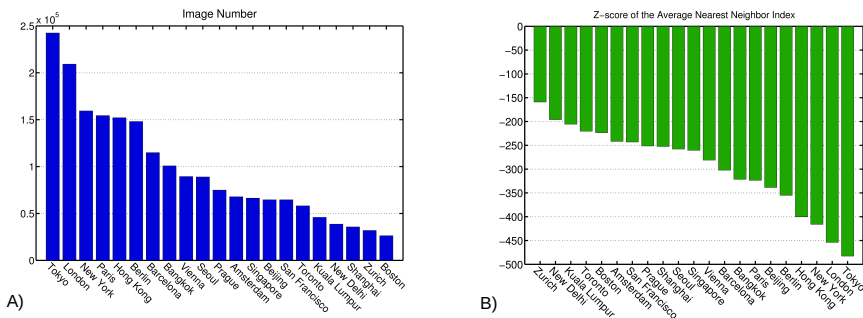 Image Number
2.5 x 10^5
2
1.5
1
0.5
0
Tokyo
London
New York
Paris
Hong Kong
Berlin
Barcelona
Bangkok
Vienna
Seoul
Prague
Amsterdam
Singapore
Beijing
San Francisco
Toronto
Kuala Lumpur
New Delhi
Shanghai
Zurich
Boston
A)
Z-score of the Average Nearest Neighbor Index
0
-50
-100
-150
-200
-250
-300
-350
-400
-450
-500
Zurich
New Delhi
Kuala Lumpur
Toronto
Boston
Amsterdam
San Francisco
Prague
Shanghai
Seoul
Singapore
Vienna
Barcelona
Bangkok
Paris
Beijing
Berlin
Hong Kong
New York
London
Tokyo
B)